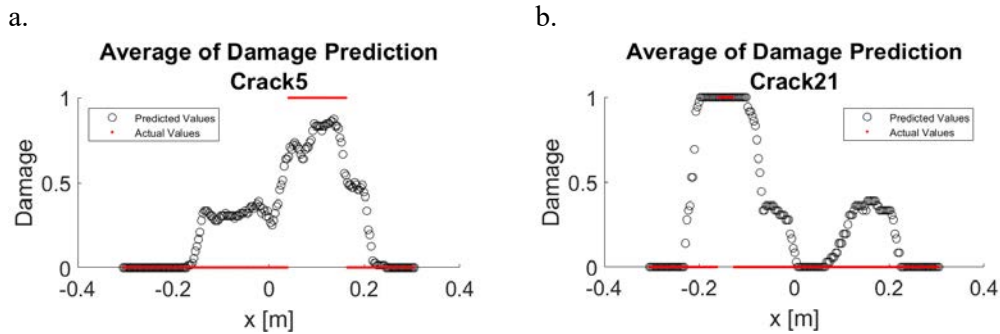 a.
Average of Damage Prediction
Crack5
1
Predicted Values
Actual Values
Damage
0.5
0
-0.4
-0.2
0
0.2
0.4
x [m]
b.
Average of Damage Prediction
Crack21
1
Predicted Values
Actual Values
Damage
0.5
0
-0.4
-0.2
0
0.2
0.4
x [m]